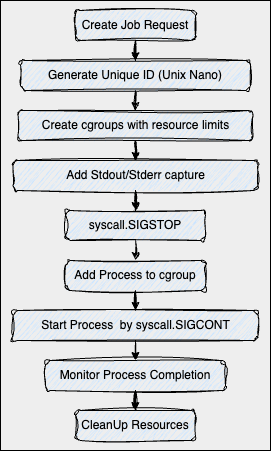 Create Job Request
Generate Unique ID (Unix Nano)
Create cgroups with resource limits
Add Stdout/Stderr capture
syscall.SIGSTOP
Add Process to cgroup
Start Process by syscall.SIGCONT
Monitor Process Completion
CleanUp Resources